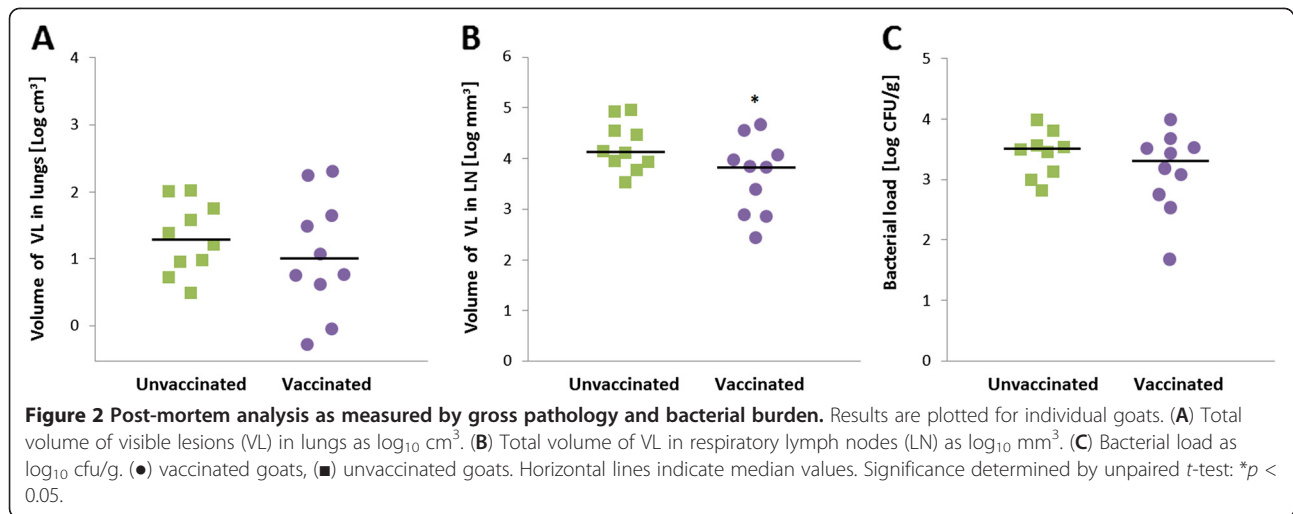 A
Volume of VL in lungs [Log cm³]
4
3
2
1
0
Unvaccinated Vaccinated
B
Volume of VL in LN [Log mm³]
6
5
4
3
2
1
0
*
Unvaccinated Vaccinated
C
Bacterial load [Log CFU/g]
5
4
3
2
1
0
Unvaccinated Vaccinated
Figure 2 Post-mortem analysis as measured by gross pathology and bacterial burden. Results are plotted for individual goats. (A) Total
volume of visible lesions (VL) in lungs as log₁₀ cm³. (B) Total volume of VL in respiratory lymph nodes (LN) as log₁₀ mm³. (C) Bacterial load as
log₁₀ cfu/g. (●) vaccinated goats, (■) unvaccinated goats. Horizontal lines indicate median values. Significance determined by unpaired t-test: *p <
0.05.